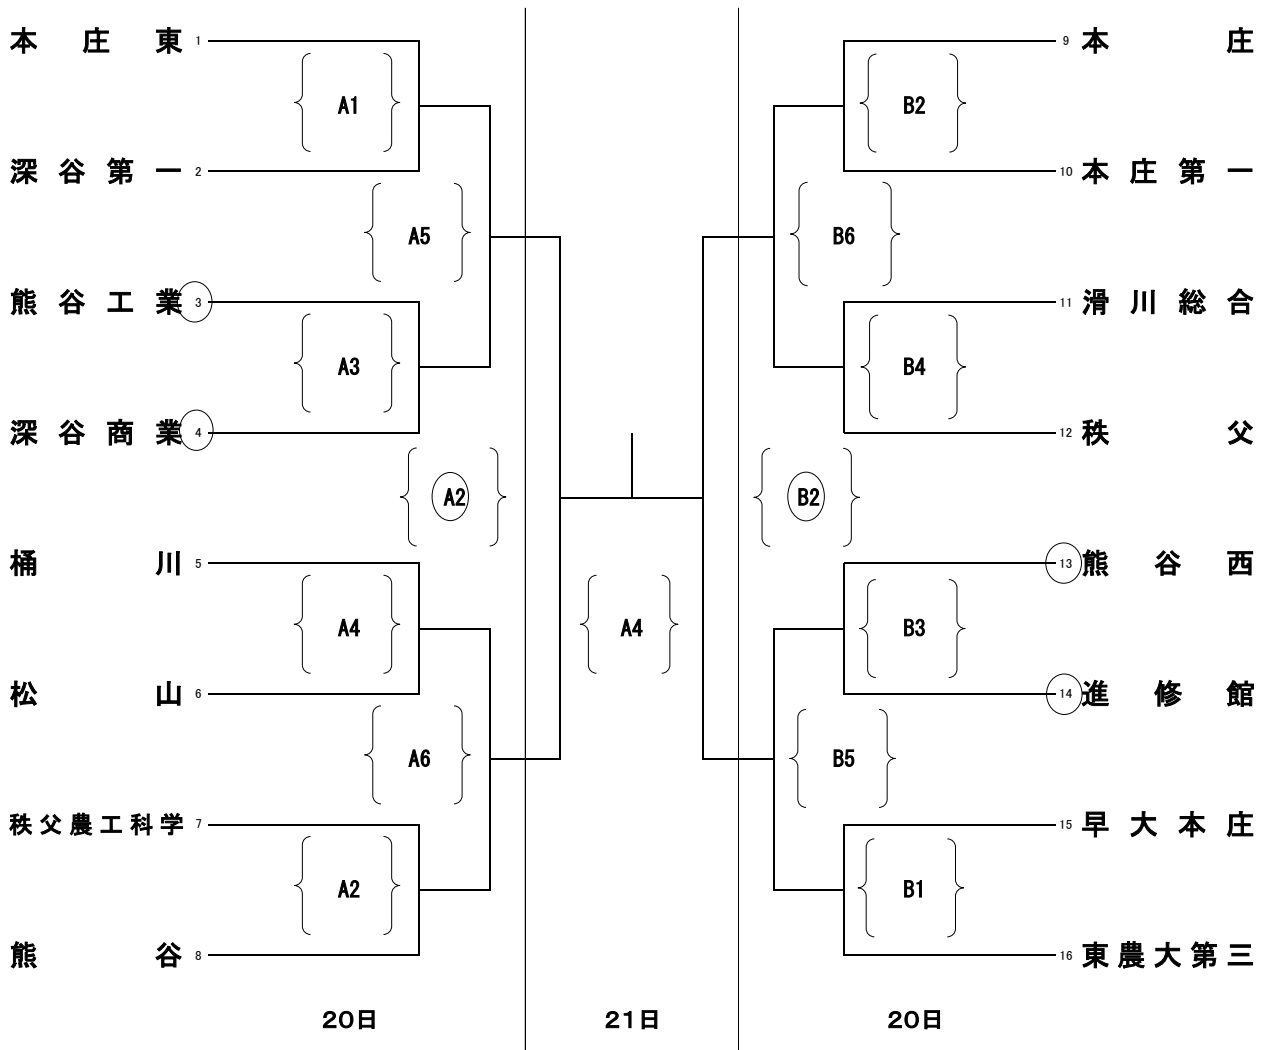 本庄東 1
A1
深谷第一 2
A5
熊谷工業 3
A3
深谷商業 4
A2
桶川 5
A4
松山 6
A6
秩父農工科学 7
A2
熊谷 8
A4
9 本庄
B2
10 本庄第一
B6
11 滑川総合
B4
12 秩父
B2
13 熊谷西
B3
14 進修館
B5
15 早大本庄
B1
16 東農大第三
20日
21日
20日